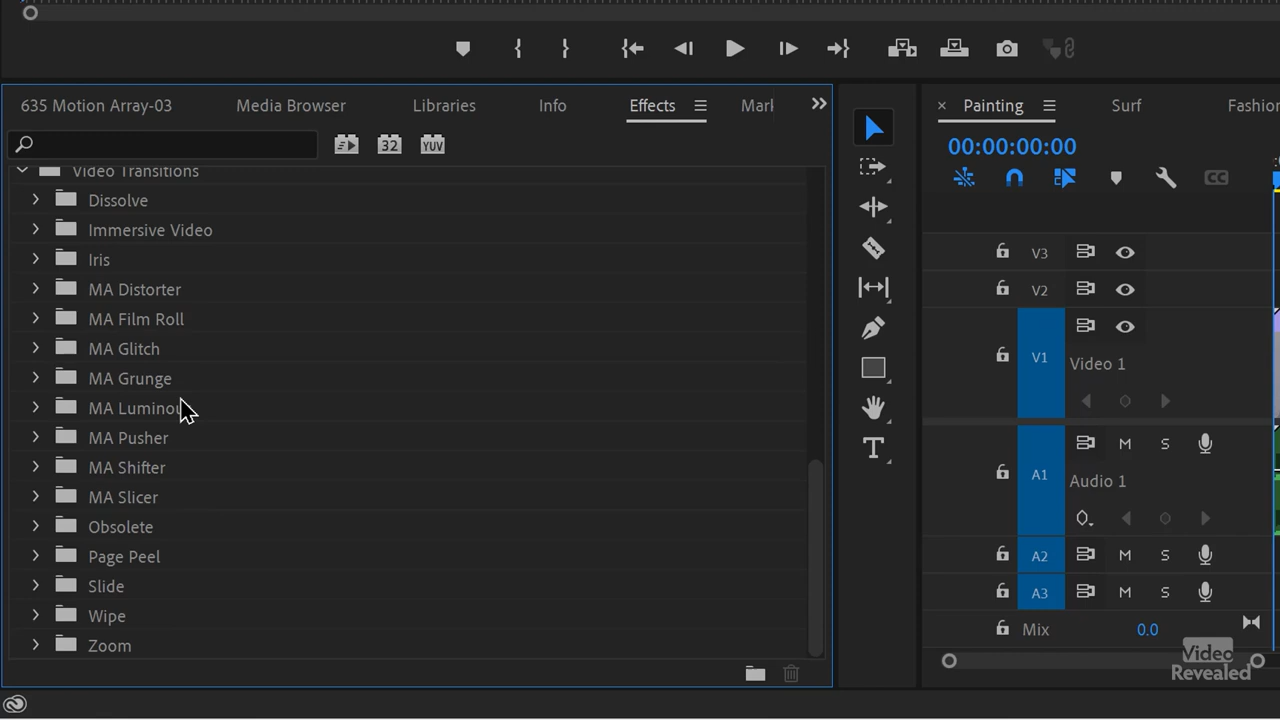 635 Motion Array-03
Media Browser
Libraries
Info
Effects
32
YUV
Video Transitions
Dissolve
Immersive Video
Iris
MA Distorter
MA Film Roll
MA Glitch
MA Grunge
MA
MA Pusher
MA Shifter
MA Slicer
Obsolete
Page Peel
Slide
Wipe
Zoom
Painting
Surf
00:00:00:00
CC
V3
V2
V1
Video 1
A1
M
S
Audio 1
A2
M
S
A3
M
S
Mix
0.0
Video
Revealed